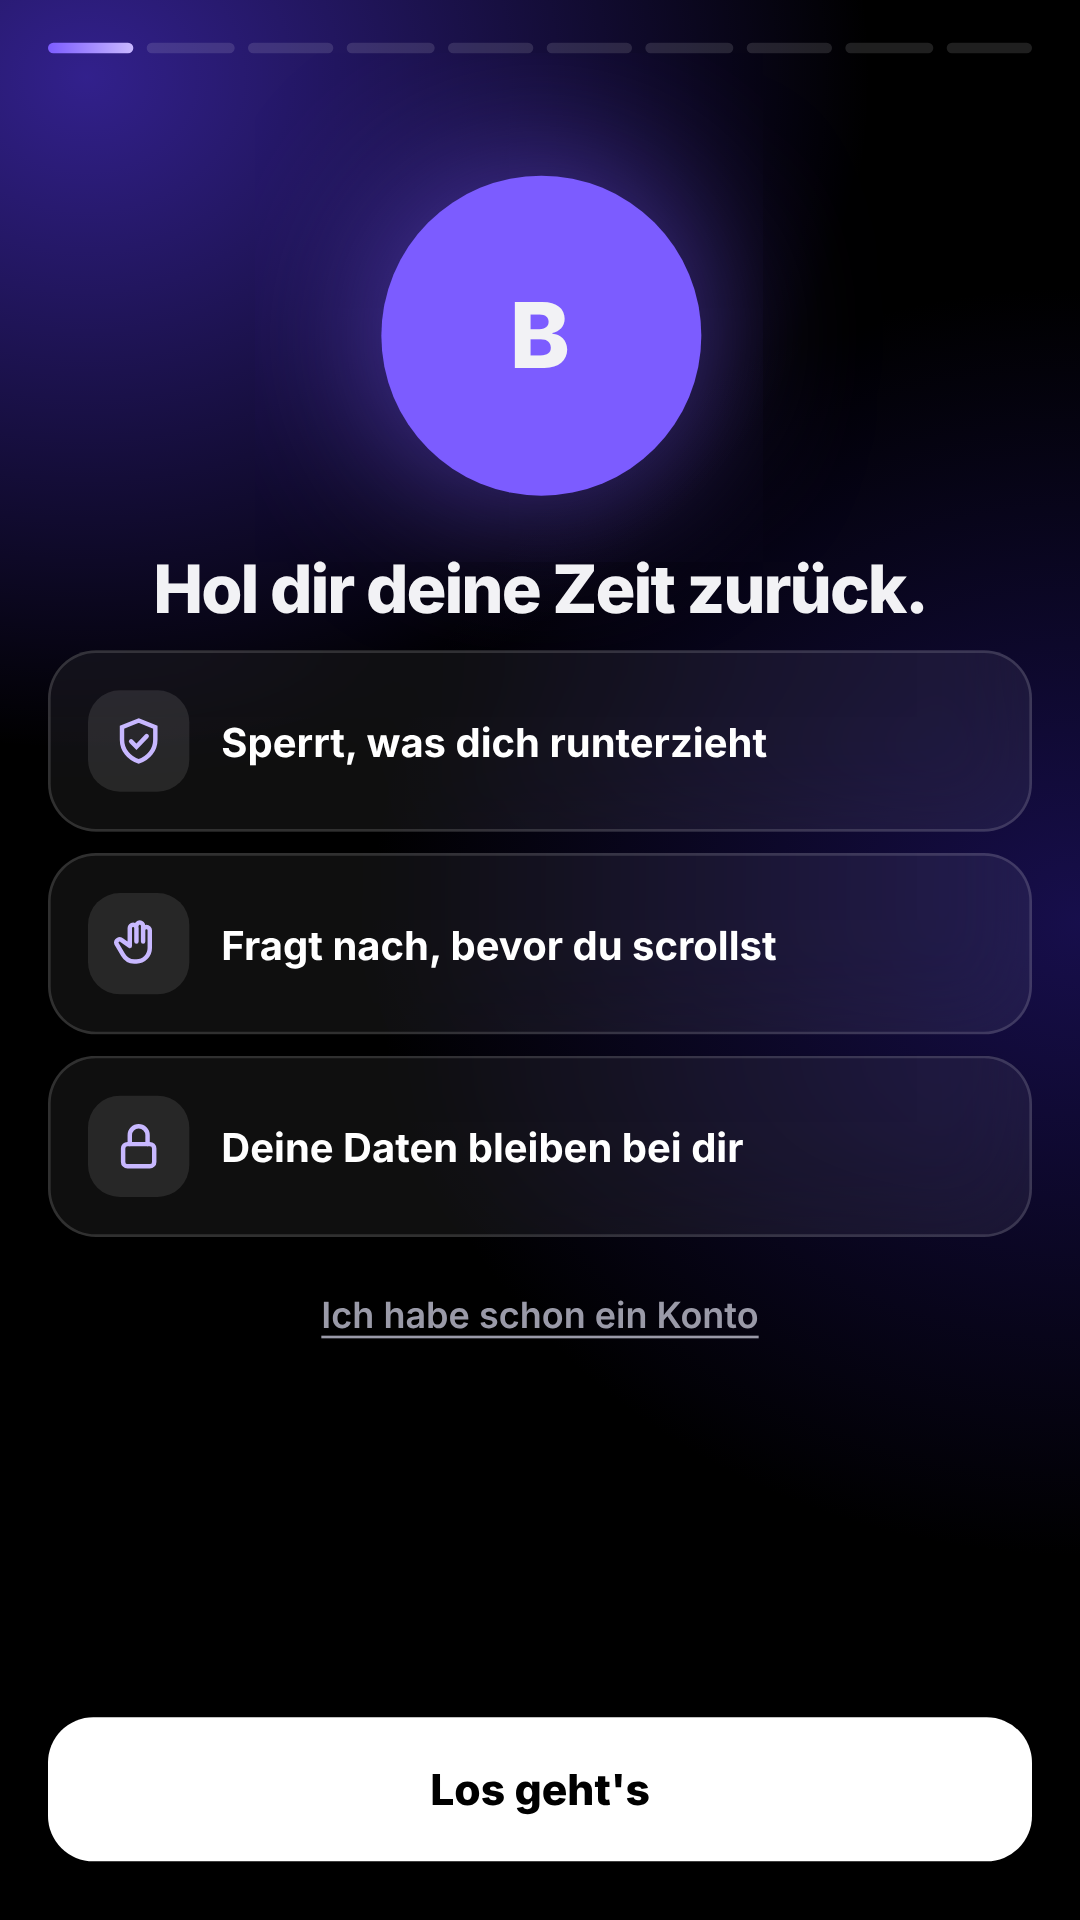 B
Hol dir deine Zeit zurück.
Sperrt, was dich runterzieht
Fragt nach, bevor du scrollst
Deine Daten bleiben bei dir
Ich habe schon ein Konto
Los geht's